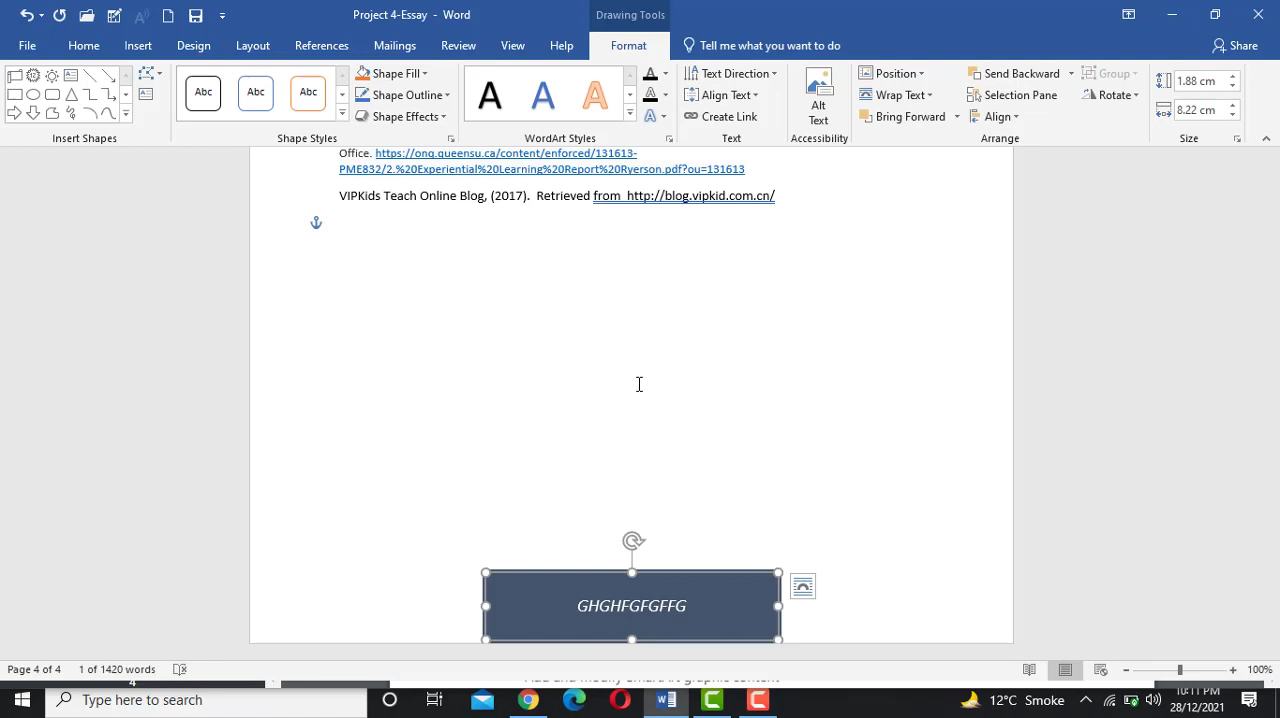 Project 4-Essay - Word
Drawing Tools
File Home Insert Design Layout References Mailings Review View Help Format Tell me what you want to do Share
Abc Abc Abc
Shape Fill
Shape Outline
Shape Effects
A A A
Text Direction
Align Text
Create Link
Alt
Text
Position
Wrap Text
Bring Forward
Send Backward
Selection Pane
Align
Group
Rotate
1.88 cm
8.22 cm
Insert Shapes Shape Styles WordArt Styles Text Accessibility Arrange Size
Office. https://onq.queensu.ca/content/enforced/131613-
PME832/2.%20Experiential%20Learning%20Report%20Ryerson.pdf?ou=131613
VIPKids Teach Online Blog, (2017). Retrieved from http://blog.vipkid.com.cn/
GHGHFGFGFFG
Page 4 of 4 1 of 1420 words 100%
Type here to search
12°C Smoke
10:11 PM
28/12/2021